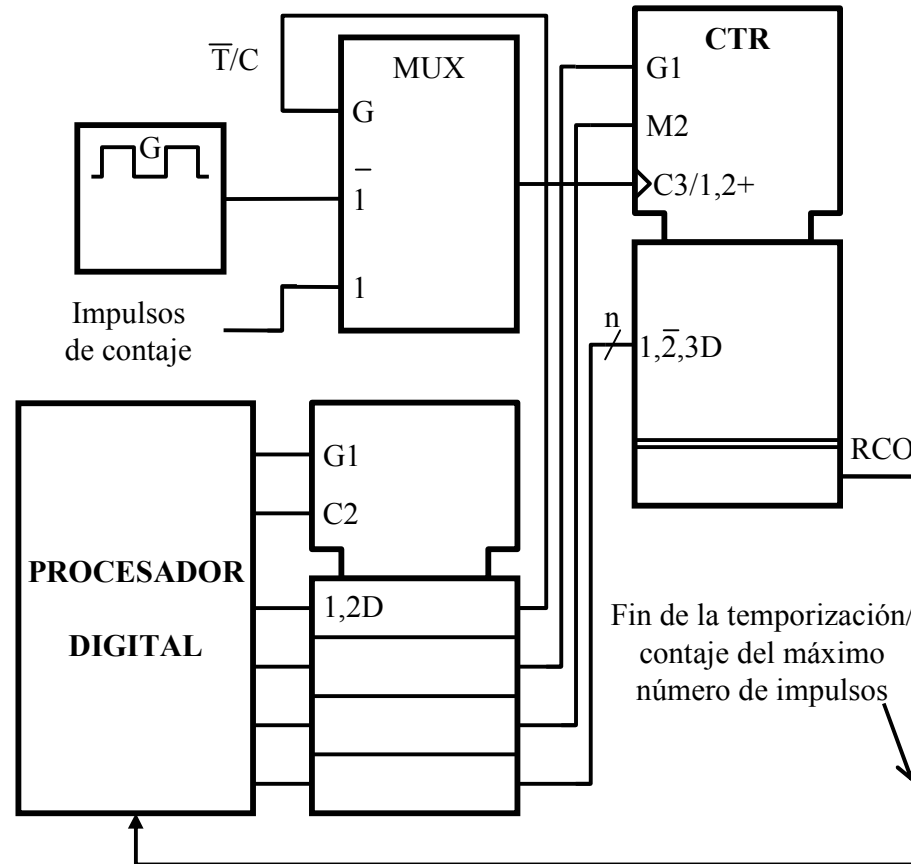 T̅/C
MUX
G
1̅
1
G
Impulsos
de contaje
CTR
G1
M2
C3/1,2+
n
1,2̅,3D
RCO
PROCESADOR
DIGITAL
G1
C2
1,2D
Fin de la temporización/
contaje del máximo
número de impulsos